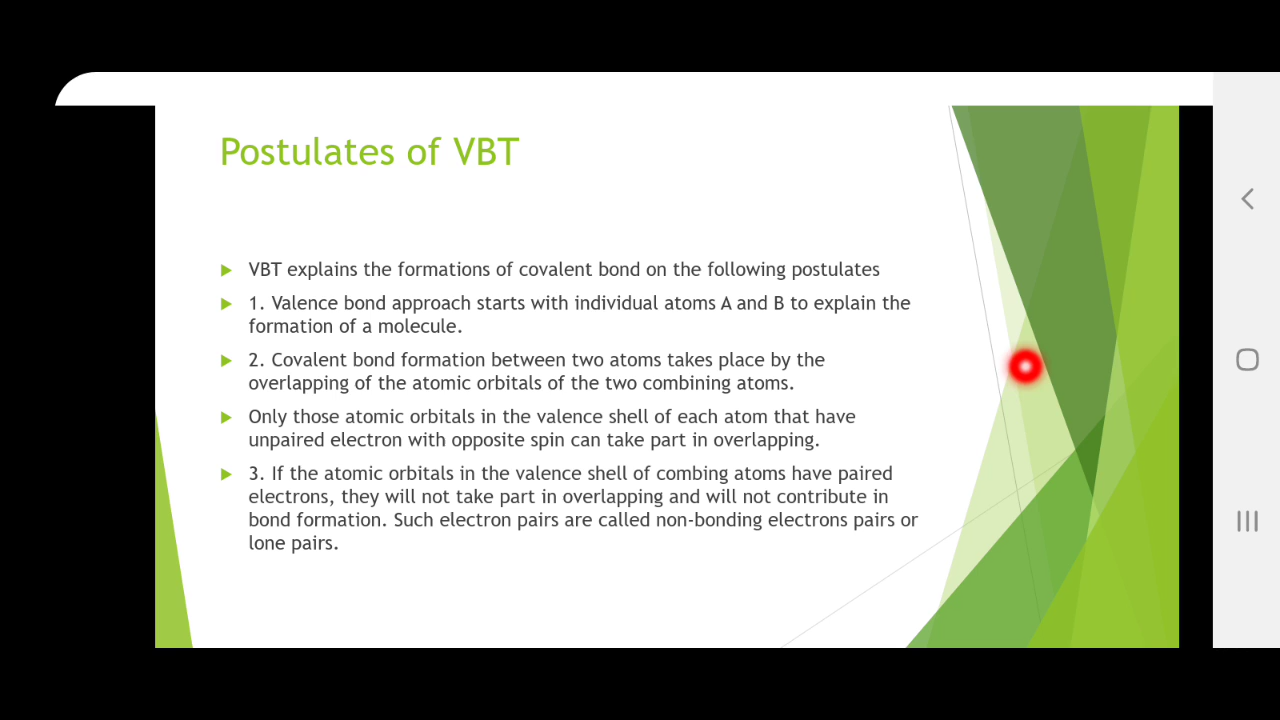 Postulates of VBT
VBT explains the formations of covalent bond on the following postulates
1. Valence bond approach starts with individual atoms A and B to explain the
formation of a molecule.
2. Covalent bond formation between two atoms takes place by the
overlapping of the atomic orbitals of the two combining atoms.
Only those atomic orbitals in the valence shell of each atom that have
unpaired electron with opposite spin can take part in overlapping.
3. If the atomic orbitals in the valence shell of combing atoms have paired
electrons, they will not take part in overlapping and will not contribute in
bond formation. Such electron pairs are called non-bonding electrons pairs or
lone pairs.